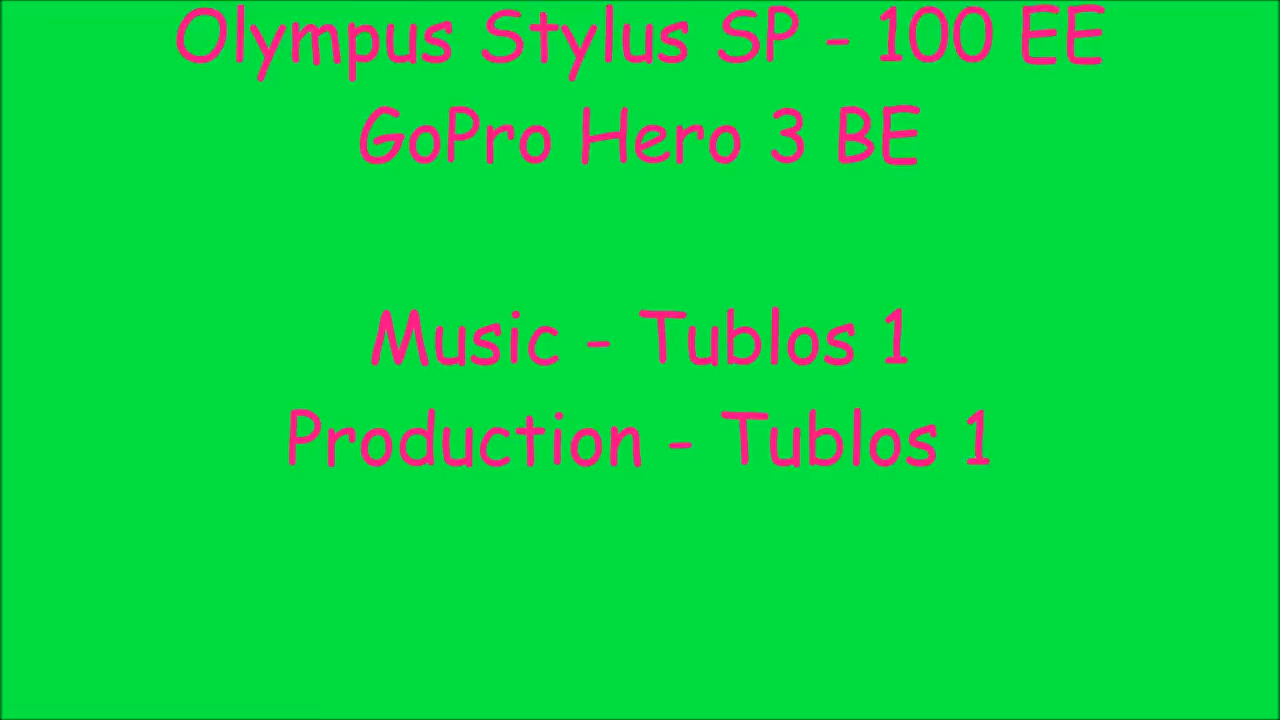 Olympus Stylus SP - 100 EE
GoPro Hero 3 BE
Music - Tublos 1
Production - Tublos 1